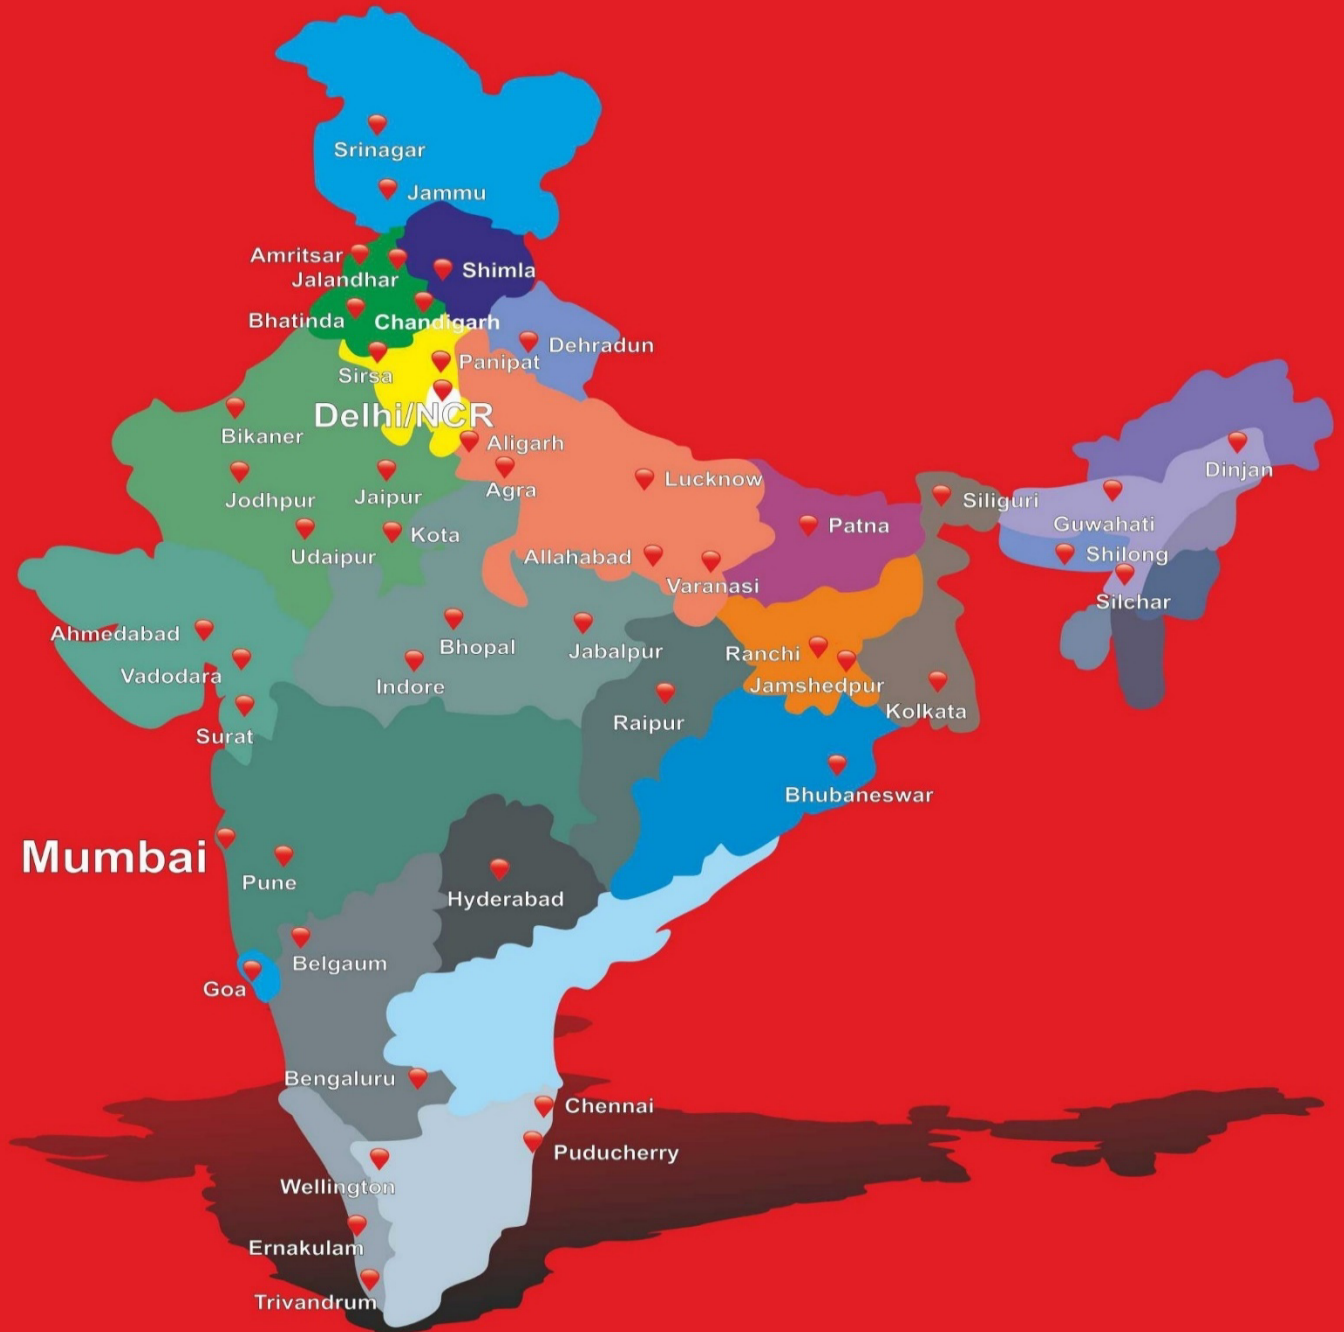 Srinagar
Jammu
Amritsar
Jalandhar
Shimla
Bhatinda
Chandigarh
Dehradun
Panipat
Sirsa
Delhi/NCR
Bikaner
Aligarh
Dinjan
Lucknow
Agra
Jodhpur
Jaipur
Siliguri
Guwahati
Patna
Kota
Udaipur
Allahabad
Shilong
Varanasi
Silchar
Ahmedabad
Bhopal
Jabalpur
Ranchi
Vadodara
Indore
Jamshedpur
Kolkata
Raipur
Surat
Bhubaneswar
Mumbai
Pune
Hyderabad
Belgaum
Goa
Bengaluru
Chennai
Puducherry
Wellington
Ernakulam
Trivandrum